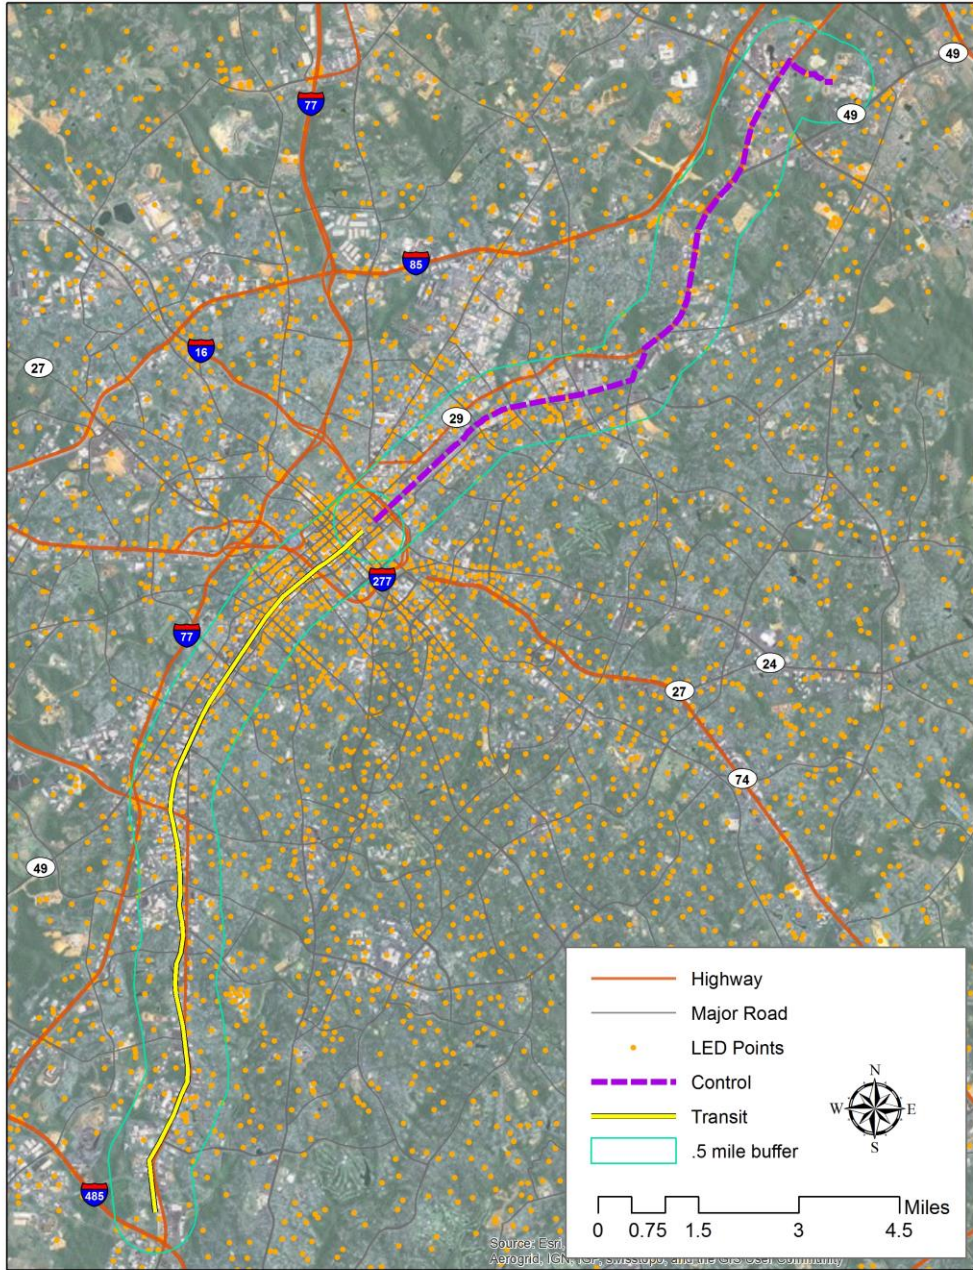 77
49
49
85
16
27
29
277
77
24
27
74
49
485
Highway
Major Road
LED Points
Control
Transit
.5 mile buffer
N
W E
S
Miles
0 0.75 1.5 3 4.5
Source: Esri,
Aerogrid, IGN, IGP, swisstopo, and the GIS User Community